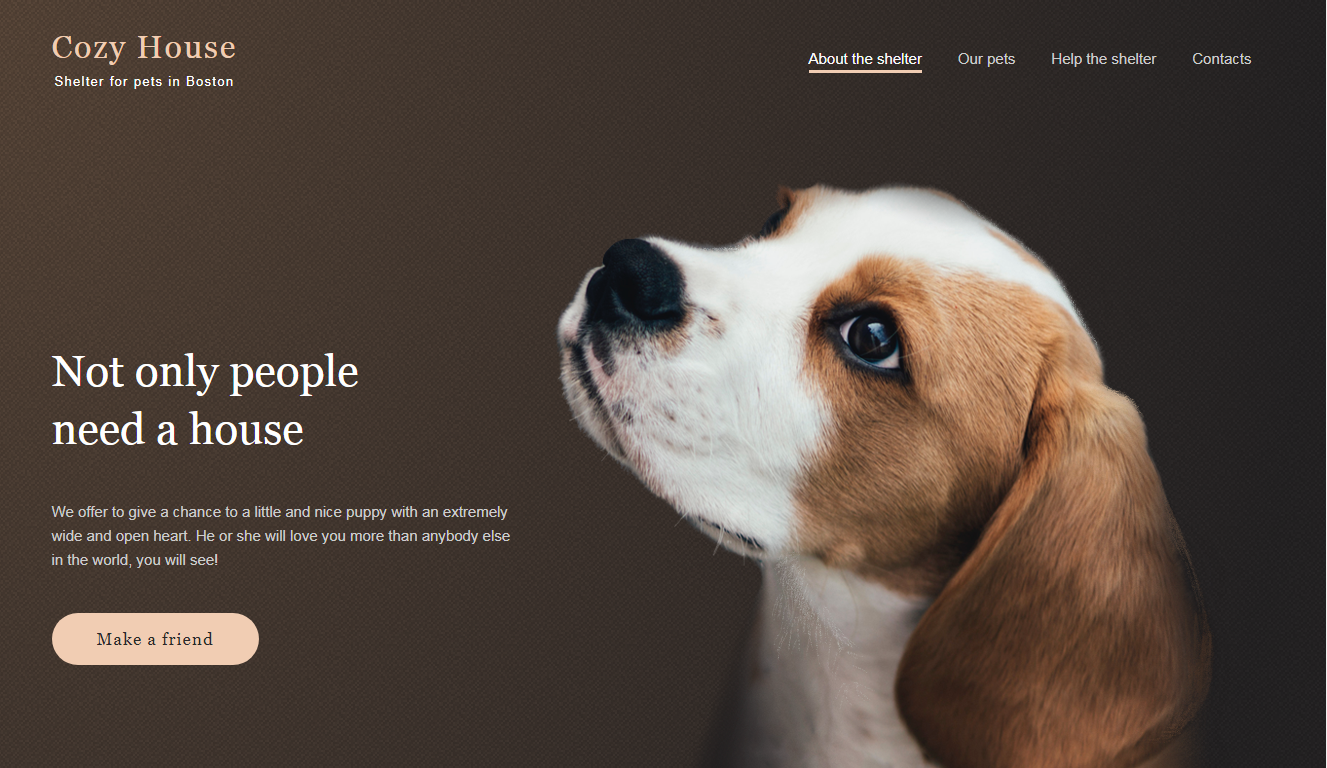 Cozy House
Shelter for pets in Boston
About the shelter
Our pets
Help the shelter
Contacts
Not only people
need a house
We offer to give a chance to a little and nice puppy with an extremely
wide and open heart. He or she will love you more than anybody else
in the world, you will see!
Make a friend